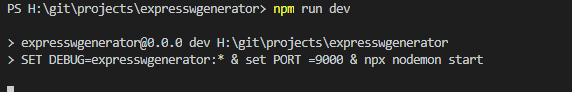 PS H:\git\projects\expresswgenerator> npm run dev
> expresswgenerator@0.0.0 dev H:\git\projects\expresswgenerator
> SET DEBUG=expresswgenerator:* & set PORT =9000 & npx nodemon start